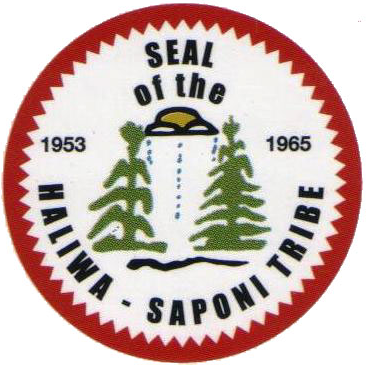 SEAL
of the
1953
1965
HALIWA - SAPONI TRIBE